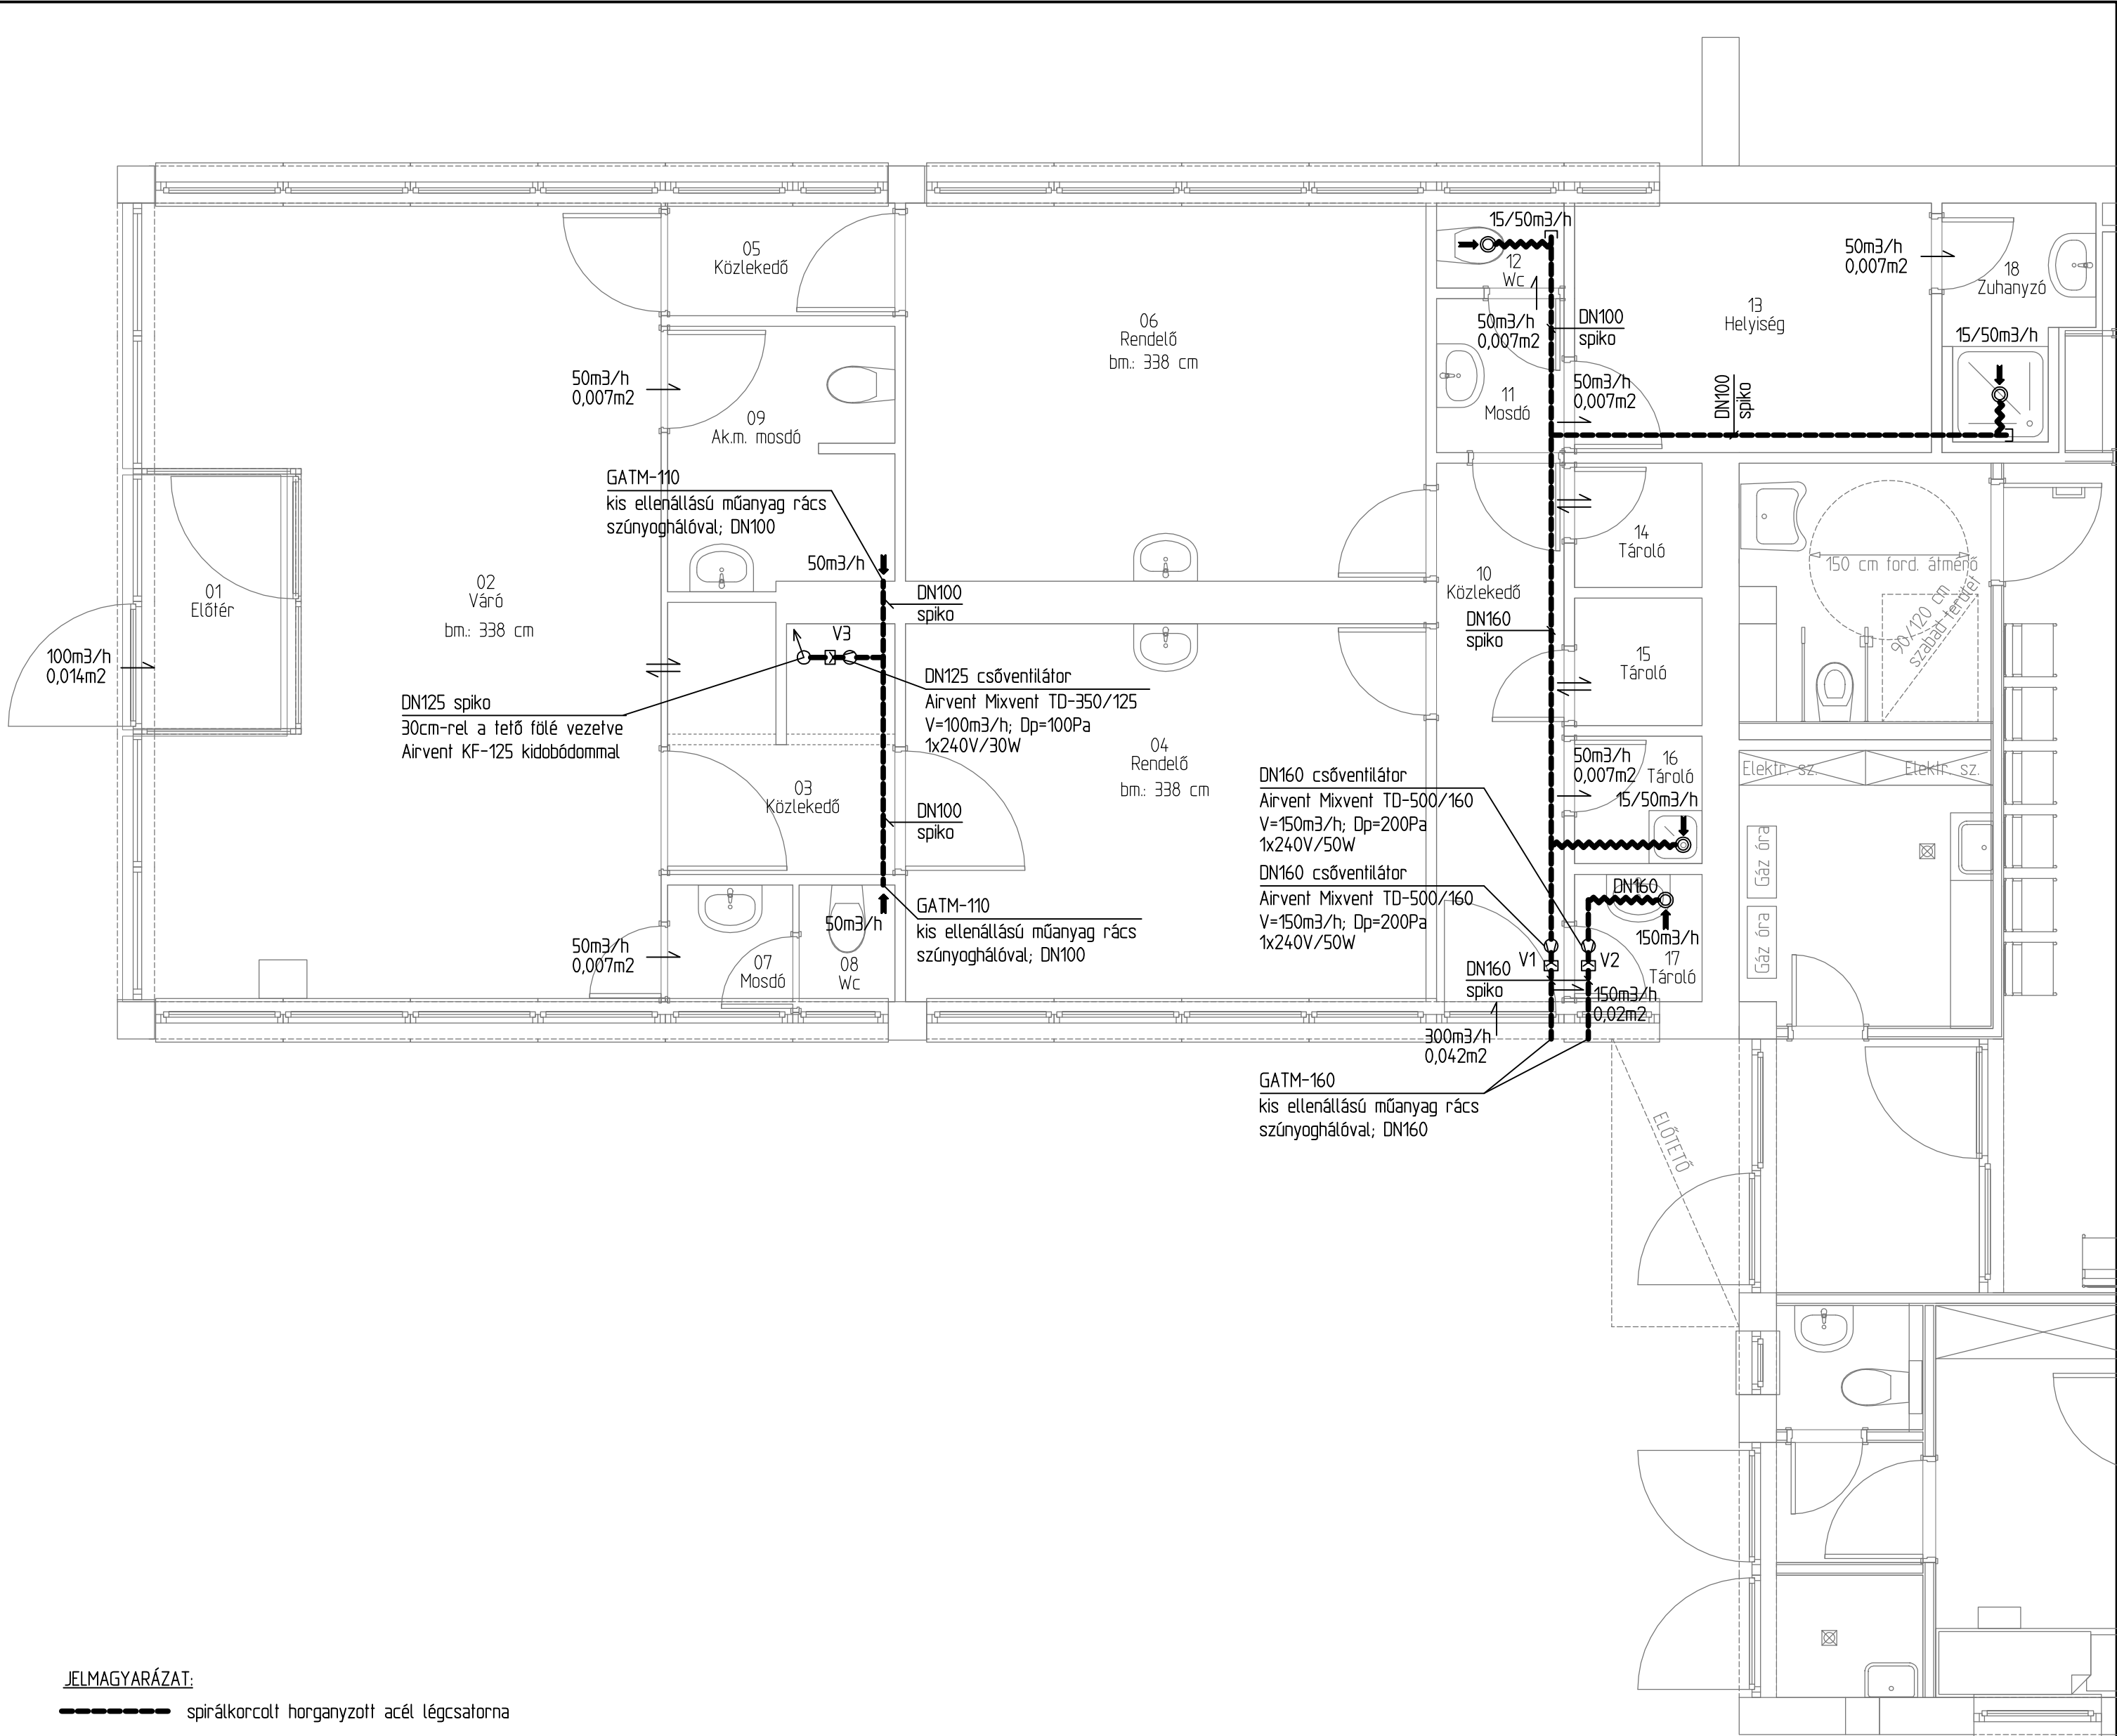 15/50m3/h
12
Wc
50m3/h
0,007m2
DN100
spiko
50m3/h
0,007m2
18
Zuhanyzó
05
Közlekedő
13
Helyiség
15/50m3/h
06
Rendelő
bm.: 338 cm
50m3/h
0,007m2
50m3/h
0,007m2
11
Mosdó
DN100
spiko
09
Ak.m. mosdó
GATM-110
kis ellenállású műanyag rács
szúnyoghálóval; DN100
50m3/h
14
Tároló
150 cm ford. átmérő
90/120 cm
szabad terület
01
Előtér
02
Váró
bm.: 338 cm
DN100
spiko
10
Közlekedő
DN160
spiko
V3
100m3/h
0,014m2
15
Tároló
DN125 spiko
30cm-rel a tető fölé vezetve
Airvent KF-125 kidobódommal
DN125 csőventilátor
Airvent Mixvent TD-350/125
V=100m3/h; Dp=100Pa
1x240V/30W
04
Rendelő
bm.: 338 cm
03
Közlekedő
DN100
spiko
DN160 csőventilátor
Airvent Mixvent TD-500/160
V=150m3/h; Dp=200Pa
1x240V/50W
50m3/h
0,007m2
16
Tároló
15/50m3/h
Elektr. sz.
Elektr. sz.
DN160 csőventilátor
Airvent Mixvent TD-500/160
V=150m3/h; Dp=200Pa
1x240V/50W
DN160
Gáz óra
Gáz óra
GATM-110
kis ellenállású műanyag rács
szúnyoghálóval; DN100
50m3/h
50m3/h
0,007m2
07
Mosdó
08
Wc
150m3/h
17
Tároló
V1
V2
DN160
spiko
150m3/h
0,02m2
300m3/h
0,042m2
GATM-160
kis ellenállású műanyag rács
szúnyoghálóval; DN160
ELŐTETŐ
JELMAGYARÁZAT:
spirálkorcolt horganyzott acél légcsatorna